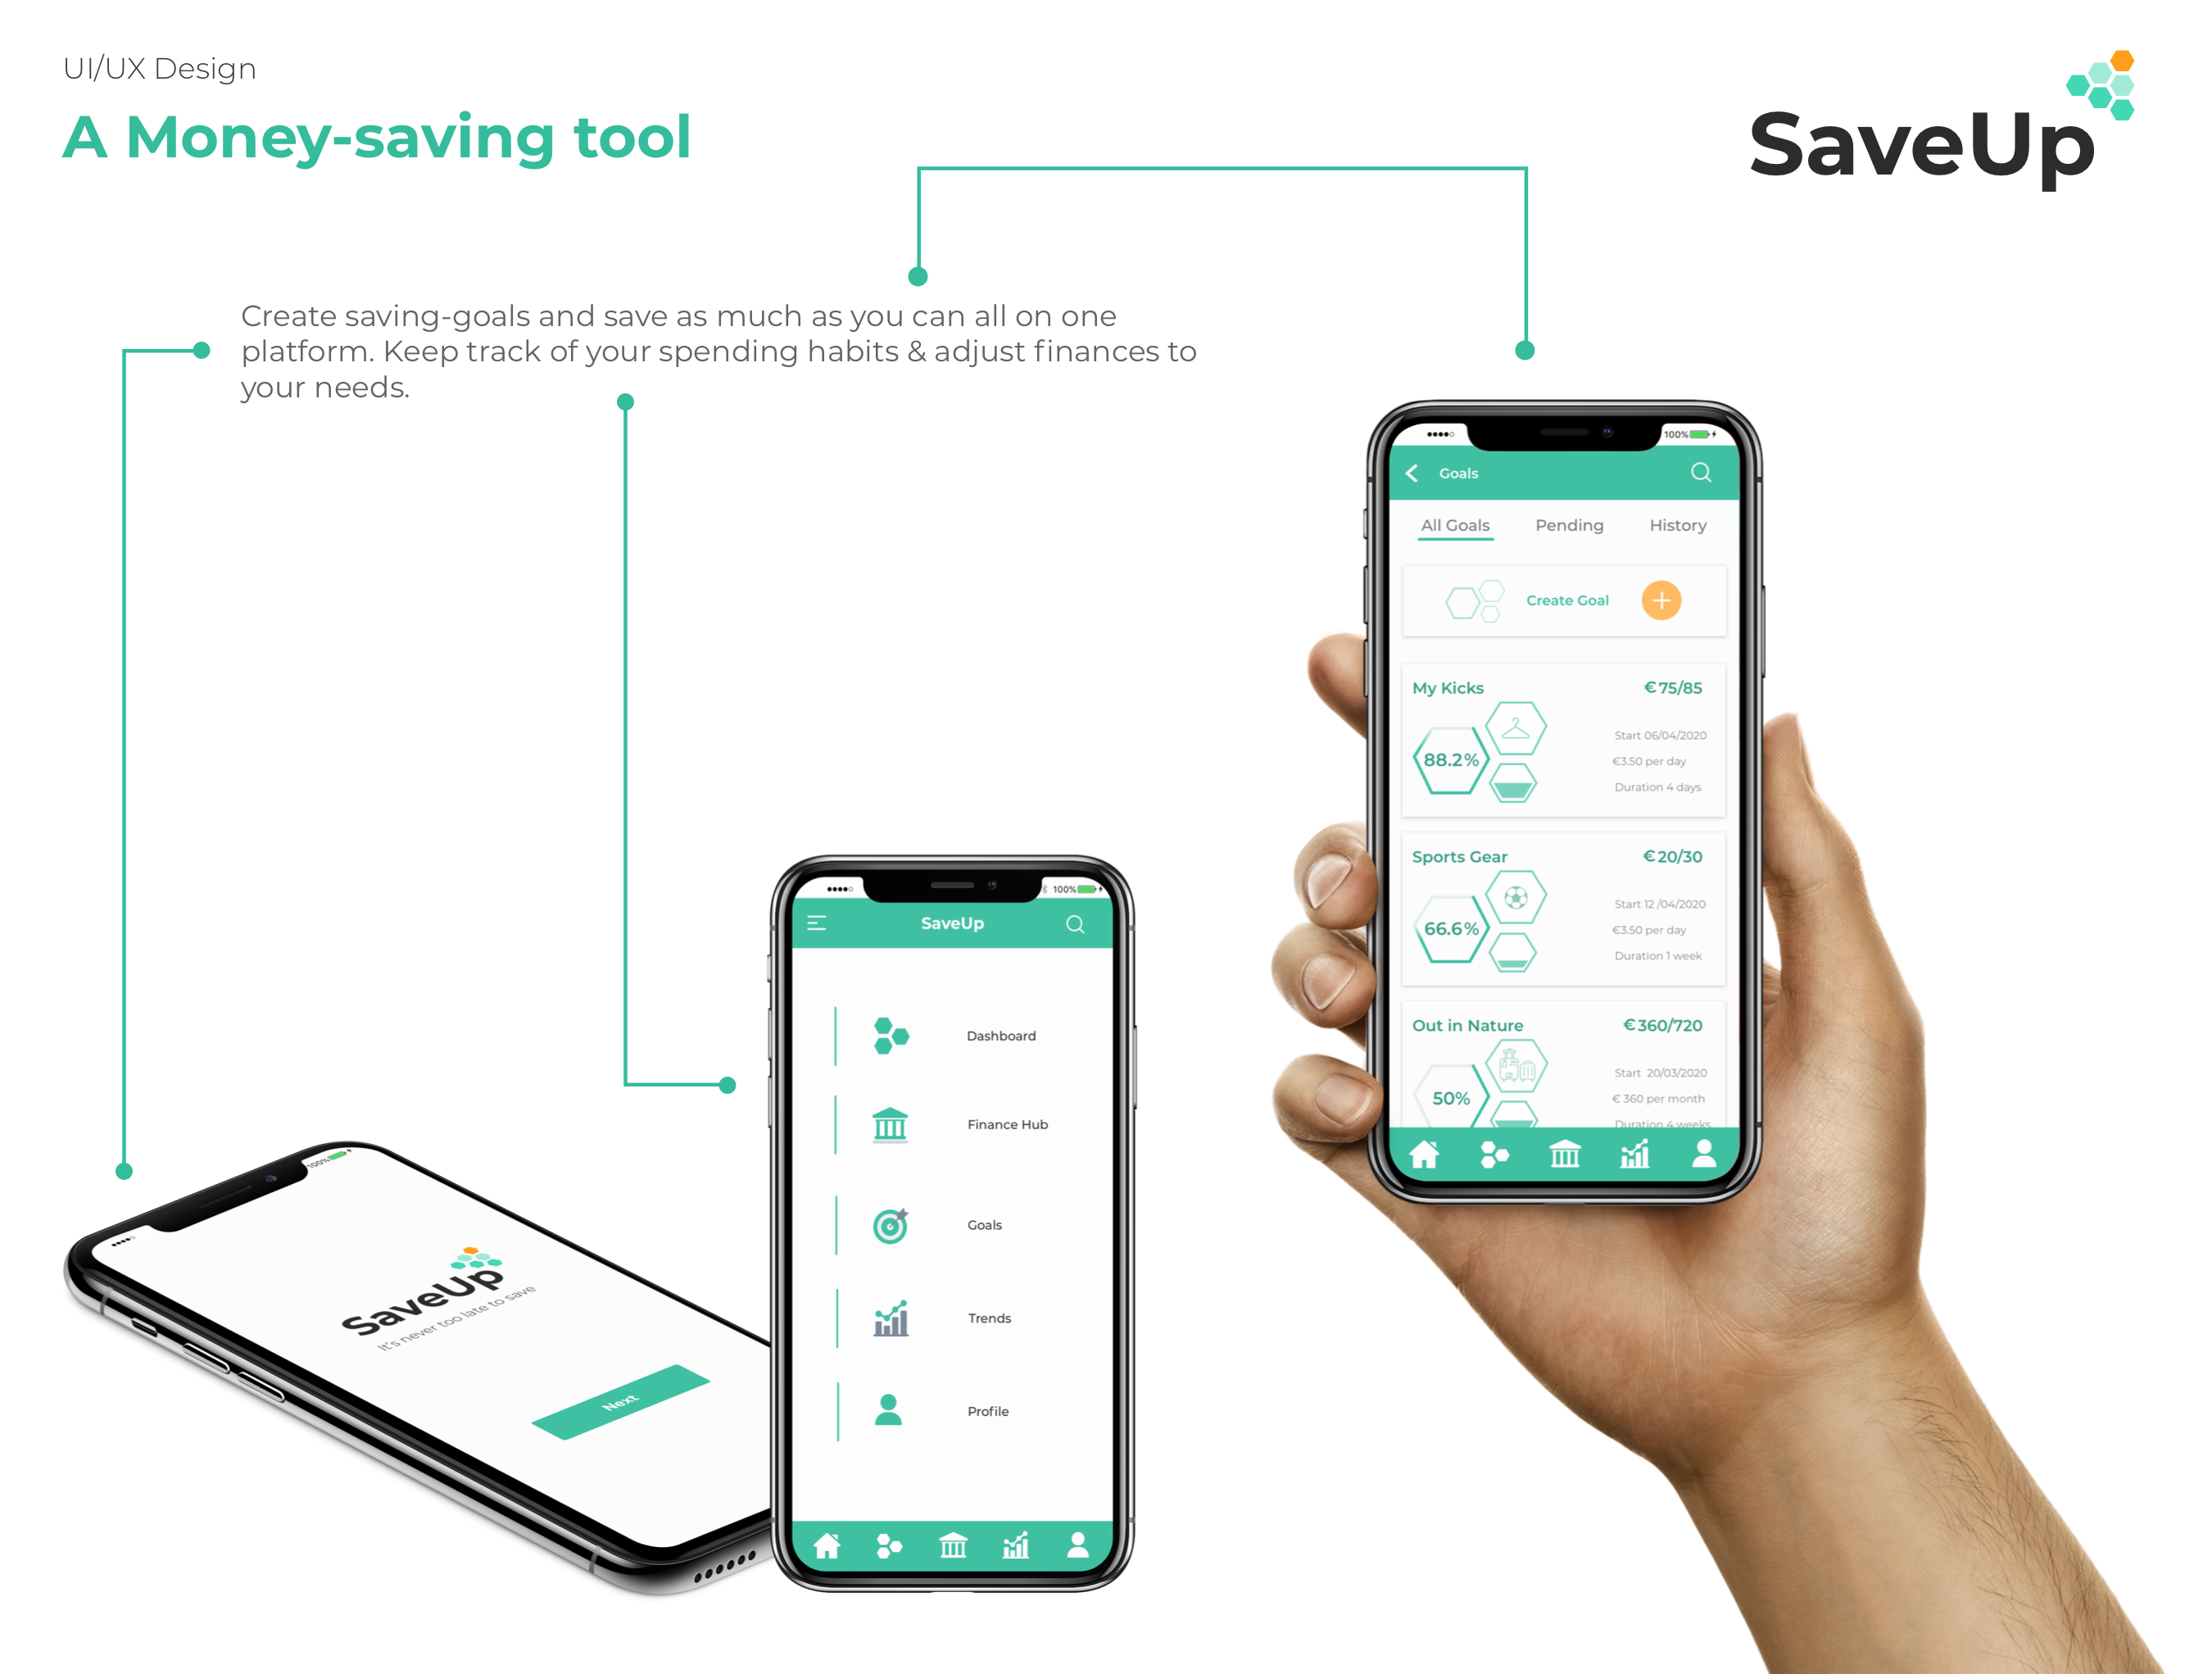 UI/UX Design
A Money-saving tool
SaveUp
Create saving-goals and save as much as you can all on one
platform. Keep track of your spending habits & adjust finances to
your needs.
100%
Goals
All Goals Pending History
Create Goal
My Kicks €75/85
Start 06/04/2020
88.2%
€3.50 per day
Duration 4 days
Sports Gear €20/30
Start 12 /04/2020
66.6%
€3.50 per day
Duration 1 week
Out in Nature €360/720
Start 20/03/2020
50%
€ 360 per month
Duration 4 weeks
100%
SaveUp
Dashboard
Finance Hub
Goals
Trends
Profile
100%
SaveUp
It's never too late to save
Next